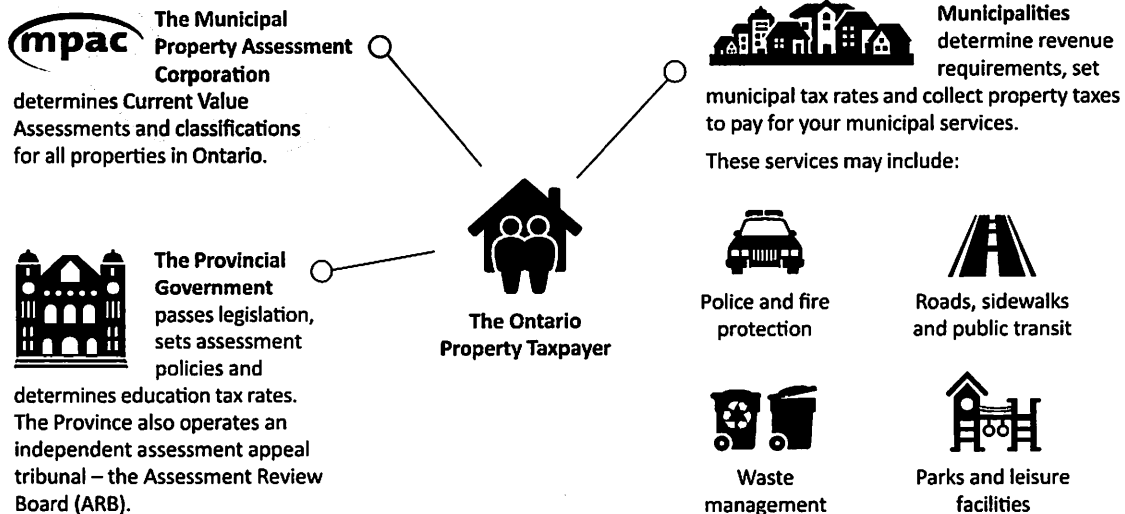 mpac
The Municipal
Property Assessment
Corporation
determines Current Value
Assessments and classifications
for all properties in Ontario.
The Provincial
Government
passes legislation,
sets assessment
policies and
determines education tax rates.
The Province also operates an
independent assessment appeal
tribunal – the Assessment Review
Board (ARB).
The Ontario
Property Taxpayer
Municipalities
determine revenue
requirements, set
municipal tax rates and collect property taxes
to pay for your municipal services.
These services may include:
Police and fire
protection
Roads, sidewalks
and public transit
Waste
management
Parks and leisure
facilities